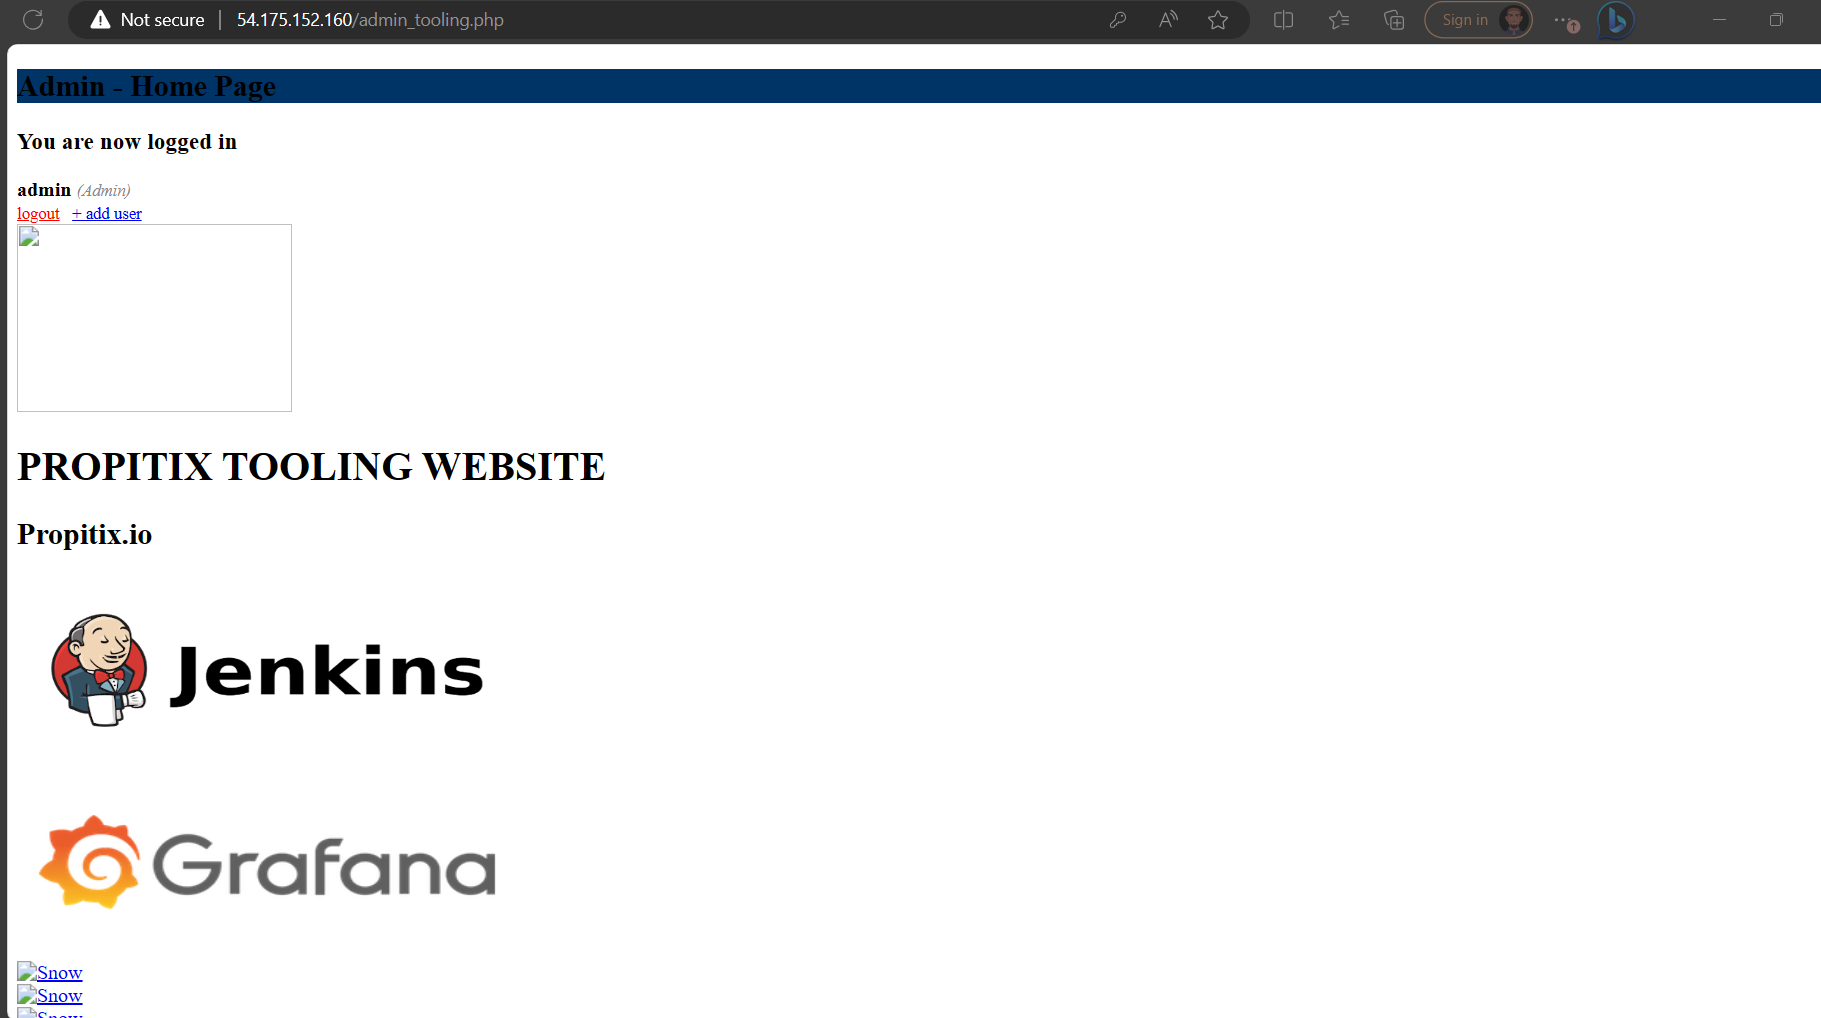 Not secure | 54.175.152.160/admin_tooling.php
Sign in
Admin - Home Page
You are now logged in
admin (Admin)
logout + add user
PROPITIX TOOLING WEBSITE
Propitix.io
Jenkins
Grafana
Snow
Snow
Snow